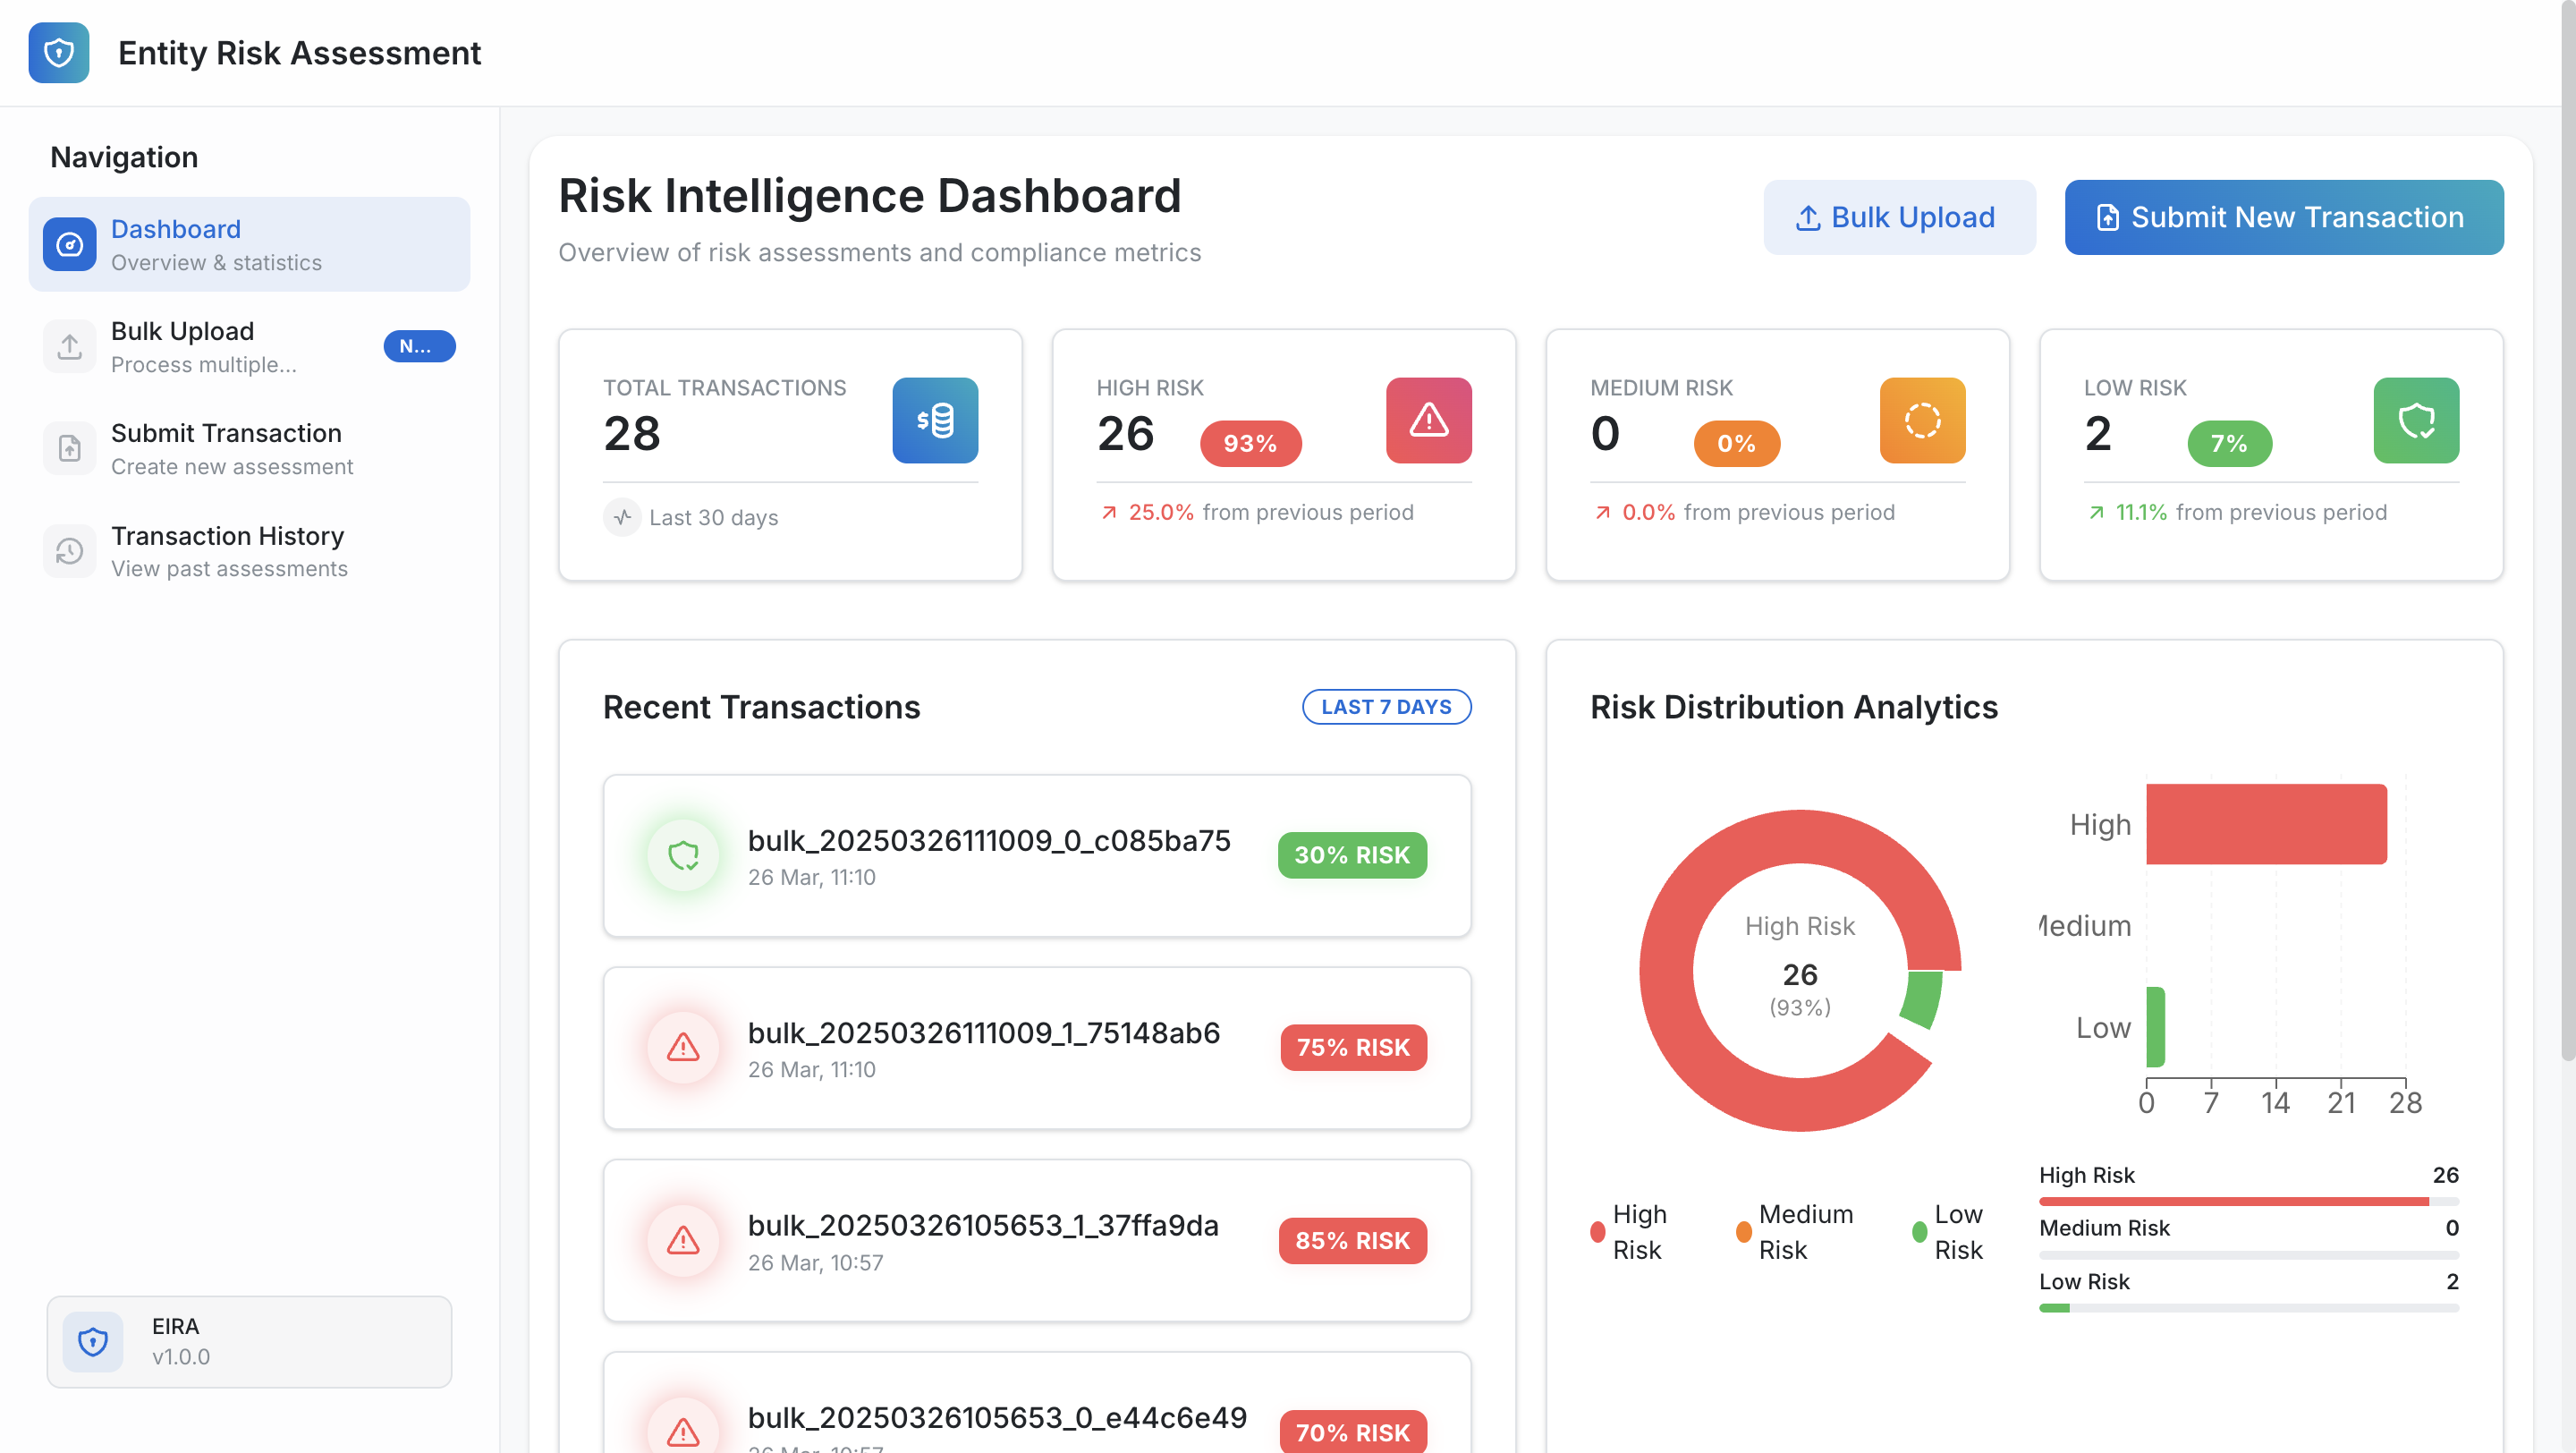 Entity Risk Assessment
Navigation
Dashboard
Overview & statistics
Bulk Upload
Process multiple...
N...
Submit Transaction
Create new assessment
Transaction History
View past assessments
EIRA
v1.0.0
Risk Intelligence Dashboard
Overview of risk assessments and compliance metrics
Bulk Upload
Submit New Transaction
TOTAL TRANSACTIONS
28
Last 30 days
HIGH RISK
26 93%
25.0% from previous period
MEDIUM RISK
0 0%
0.0% from previous period
LOW RISK
2 7%
11.1% from previous period
Recent Transactions
LAST 7 DAYS
bulk_20250326111009_0_c085ba75
26 Mar, 11:10
30% RISK
bulk_20250326111009_1_75148ab6
26 Mar, 11:10
75% RISK
bulk_20250326105653_1_37ffa9da
26 Mar, 10:57
85% RISK
bulk_20250326105653_0_e44c6e49
26 Mar, 10:57
70% RISK
Risk Distribution Analytics
High Risk
26
(93%)
High Risk
Medium Risk
Low Risk
High
Medium
Low
0 7 14 21 28
High Risk 26
Medium Risk 0
Low Risk 2